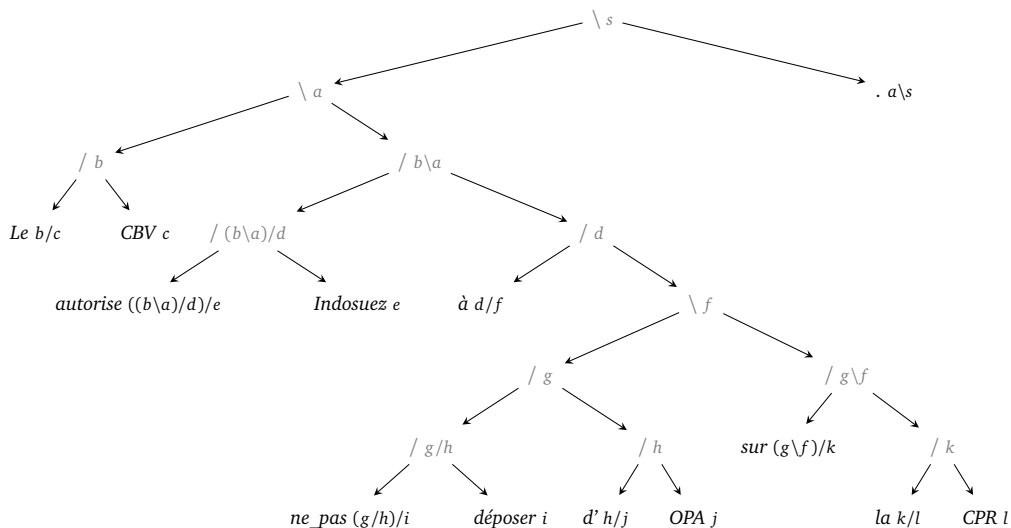 \ s
\ a
. a\s
/ b
/ b\a
Le b/c
CBV c
/ (b\a)/d
/ d
autorise ((b\a)/d)/e
Indosuez e
à d/f
\ f
/ g
/ g\f
/ g/h
/ h
sur (g\f)/k
/ k
ne_pas (g/h)/i
déposer i
d' h/j
OPA j
la k/l
CPR l